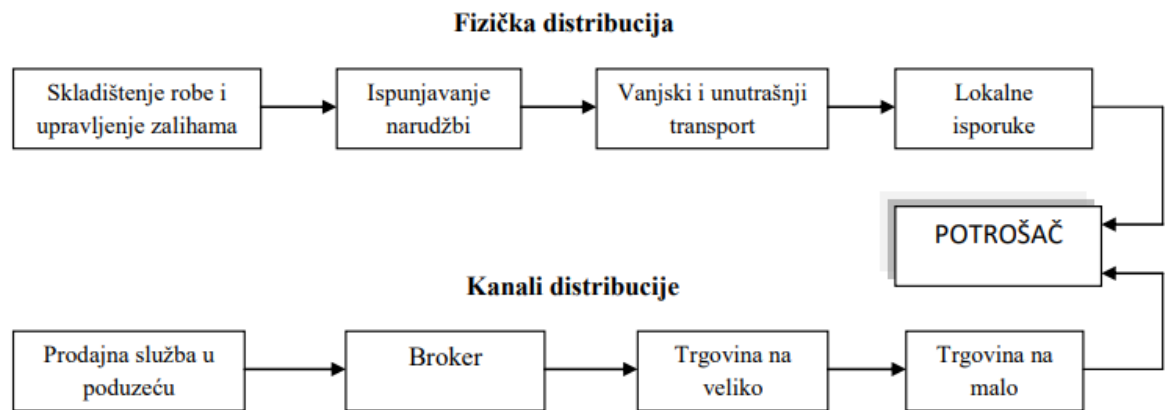 Fizička distribucija
Skladištenje robe i
upravljenje zalihama
Ispunjavanje
narudžbi
Vanjski i unutrašnji
transport
Lokalne
isporuke
POTROŠAČ
Kanali distribucije
Prodajna služba u
poduzeću
Broker
Trgovina na
veliko
Trgovina na
malo